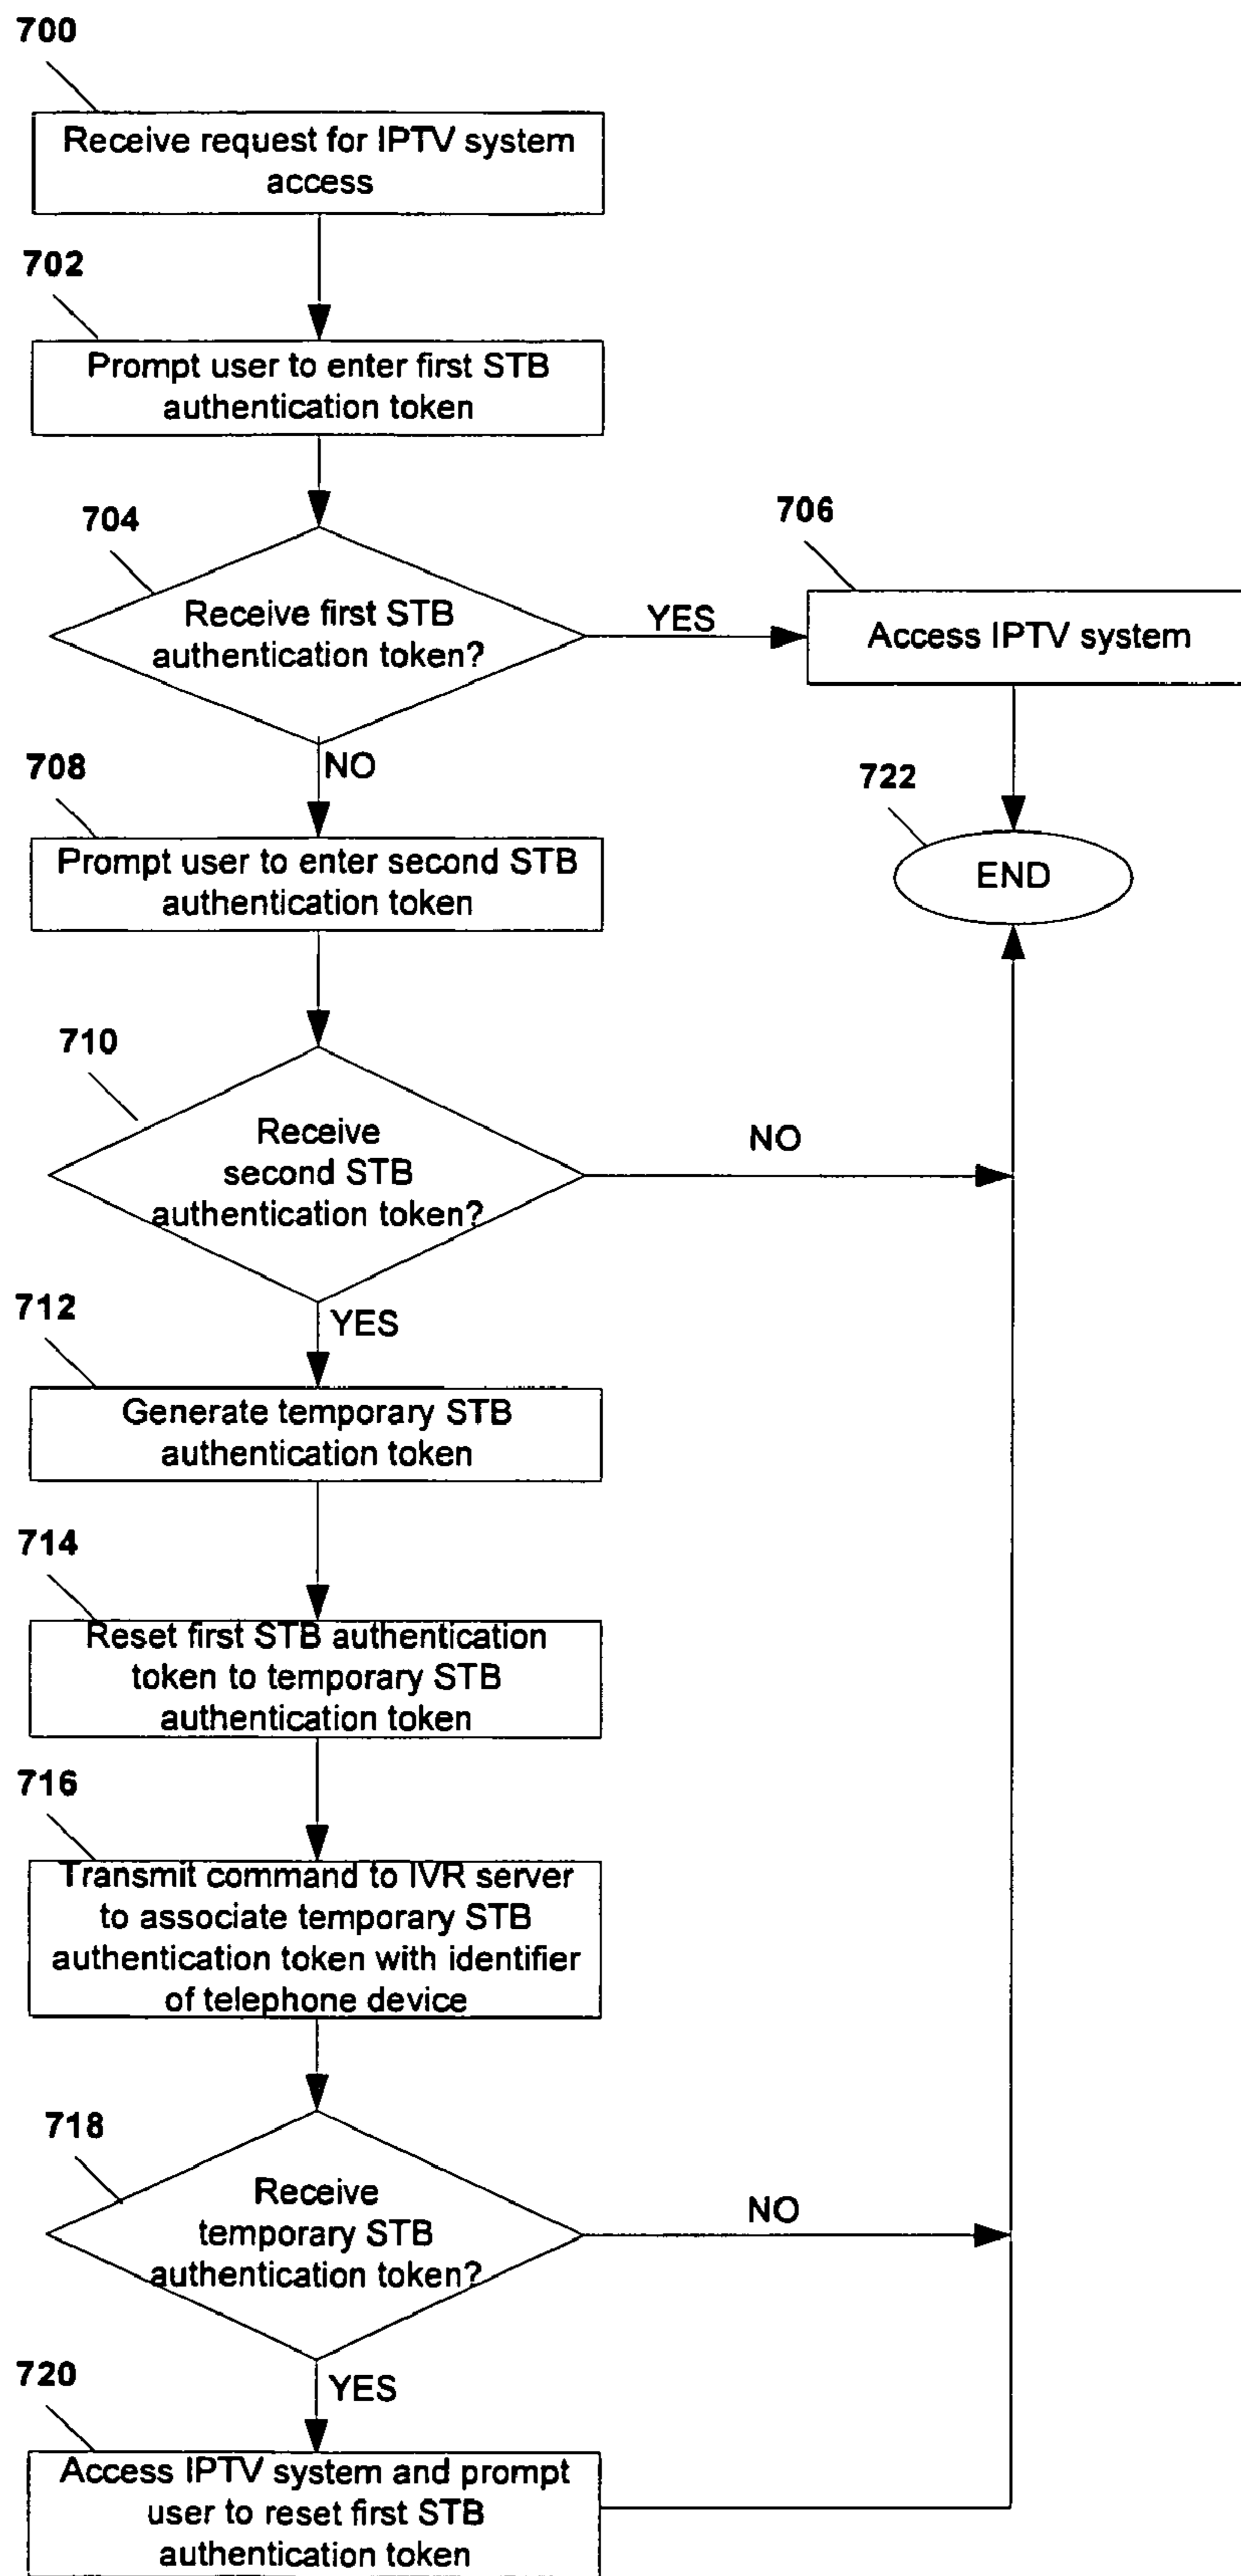 700
Receive request for IPTV system
access
702
Prompt user to enter first STB
authentication token
704
Receive first STB
authentication token?
YES
706
Access IPTV system
NO
708
722
Prompt user to enter second STB
authentication token
END
710
Receive
second STB
authentication token?
NO
712
YES
Generate temporary STB
authentication token
714
Reset first STB authentication
token to temporary STB
authentication token
716
Transmit command to IVR server
to associate temporary STB
authentication token with identifier
of telephone device
718
Receive
temporary STB
authentication token?
NO
720
YES
Access IPTV system and prompt
user to reset first STB
authentication token